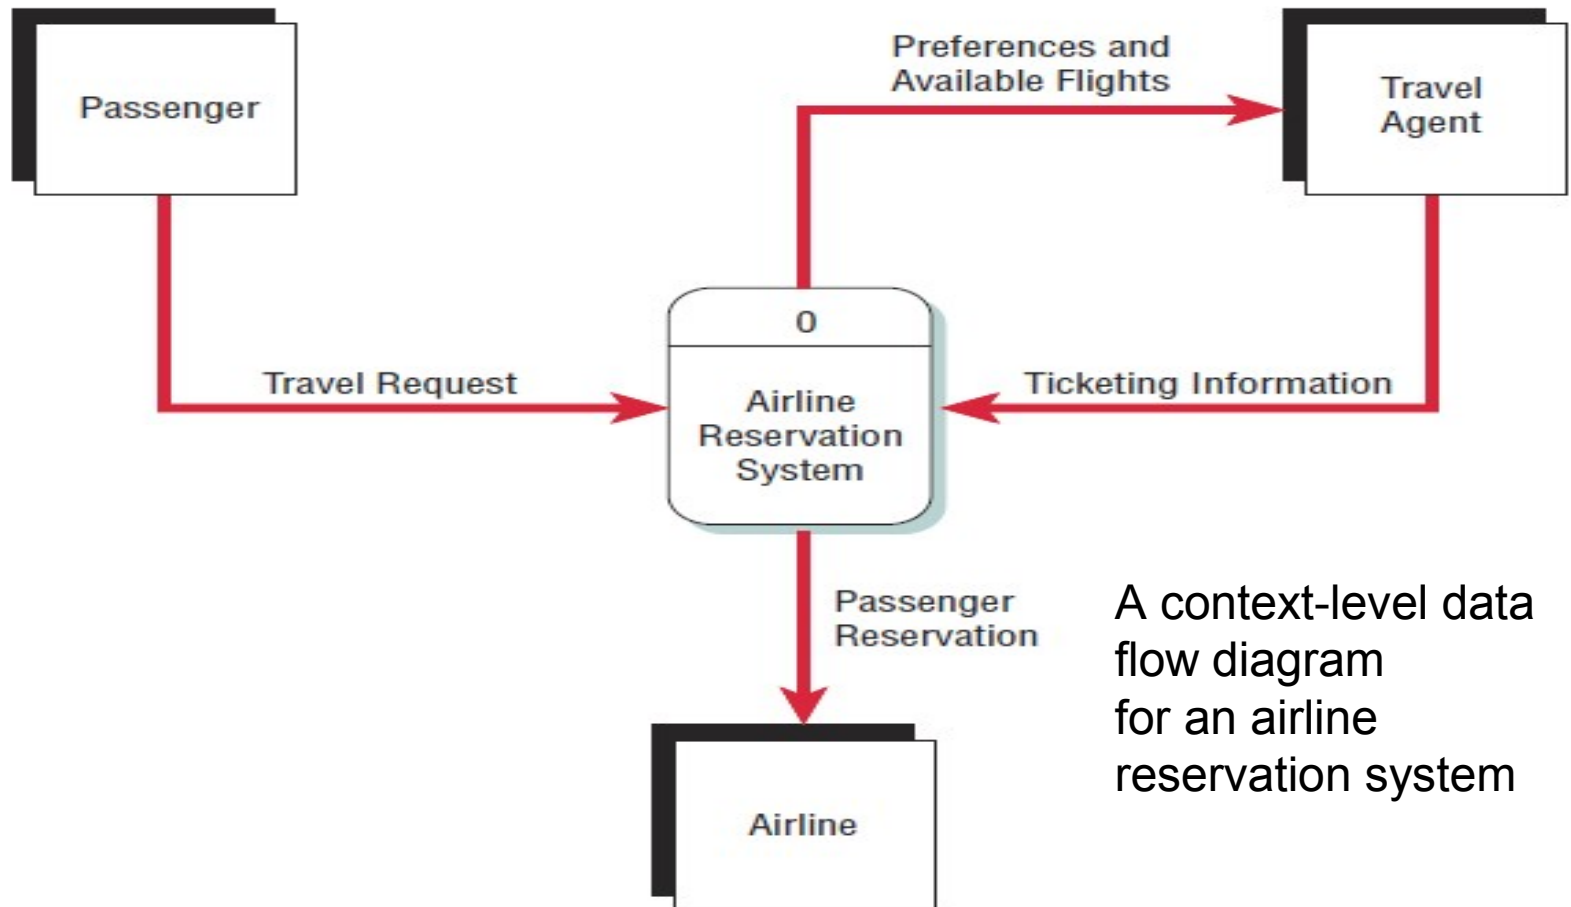 Passenger
Preferences and
Available Flights
Travel
Agent
0
Travel Request
Airline
Reservation
System
Ticketing Information
Passenger
Reservation
A context-level data
flow diagram
for an airline
reservation system
Airline